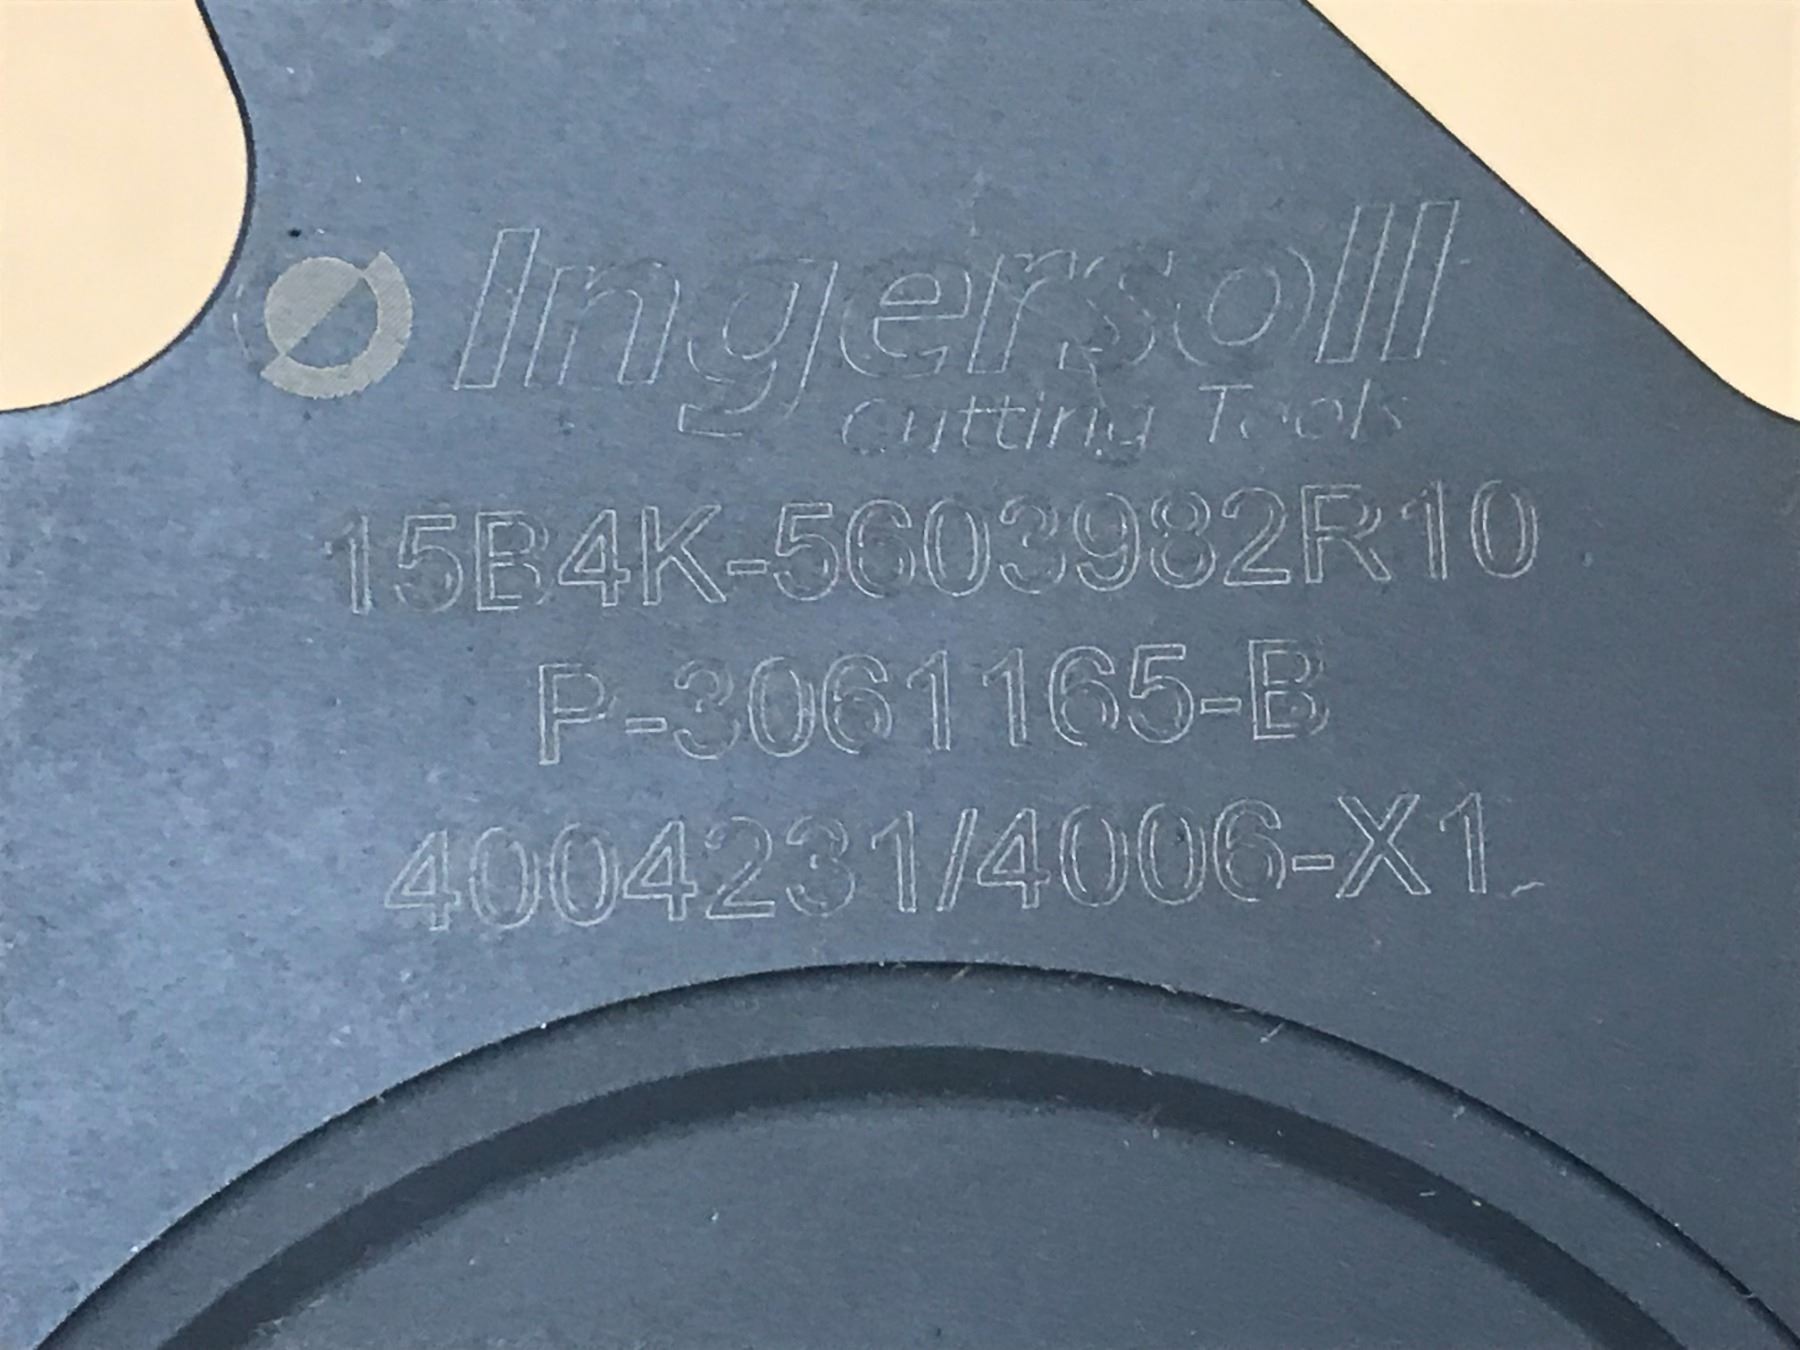 Ingersoll
Cutting Tools
15B4K-5603982R10
P-3061165-B
4004231/4006-X1